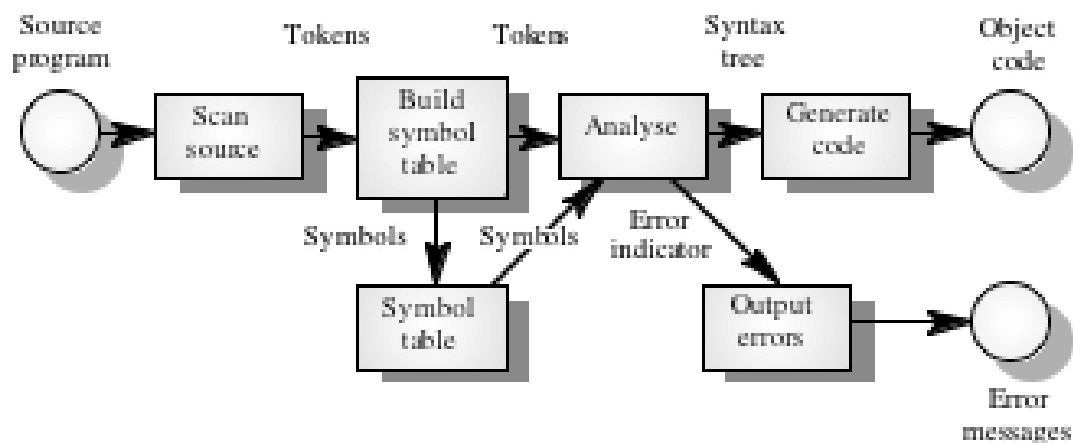 Source
program
Tokens
Tokens
Syntax
tree
Object
code
Scan
source
Build
symbol
table
Analyse
Generate
code
Symbols
Symbols
Error
indicator
Symbol
table
Output
errors
Error
messages